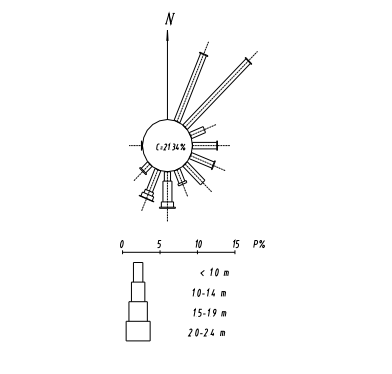 N
C=21.34%
0 5 10 15 P%
< 10 m
10-14 m
15-19 m
20-24 m